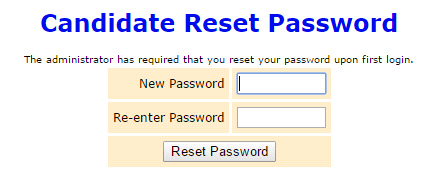 Candidate Reset Password
The administrator has required that you reset your password upon first login.
New Password
Re-enter Password
Reset Password